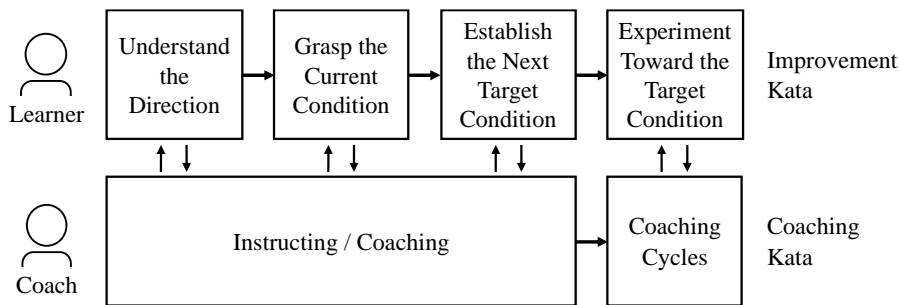 Understand
the
Direction
Grasp the
Current
Condition
Establish
the Next
Target
Condition
Experiment
Toward the
Target
Condition
Improvement
Kata
Learner
Instructing / Coaching
Coaching
Cycles
Coaching
Kata
Coach